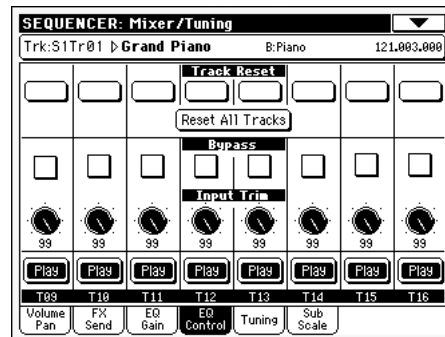 SEQUENCER: Mixer/Tuning
Trk:S1Tr01 ▷Grand Piano B:Piano 121.003.000
Track Reset
Reset All Tracks
Bypass
Input Trim
99 99 99 99 99 99 99 99
Play Play Play Play Play Play Play Play
T09 T10 T11 T12 T13 T14 T15 T16
Volume Pan FX Send EQ Gain EQ Control Tuning Sub Scale